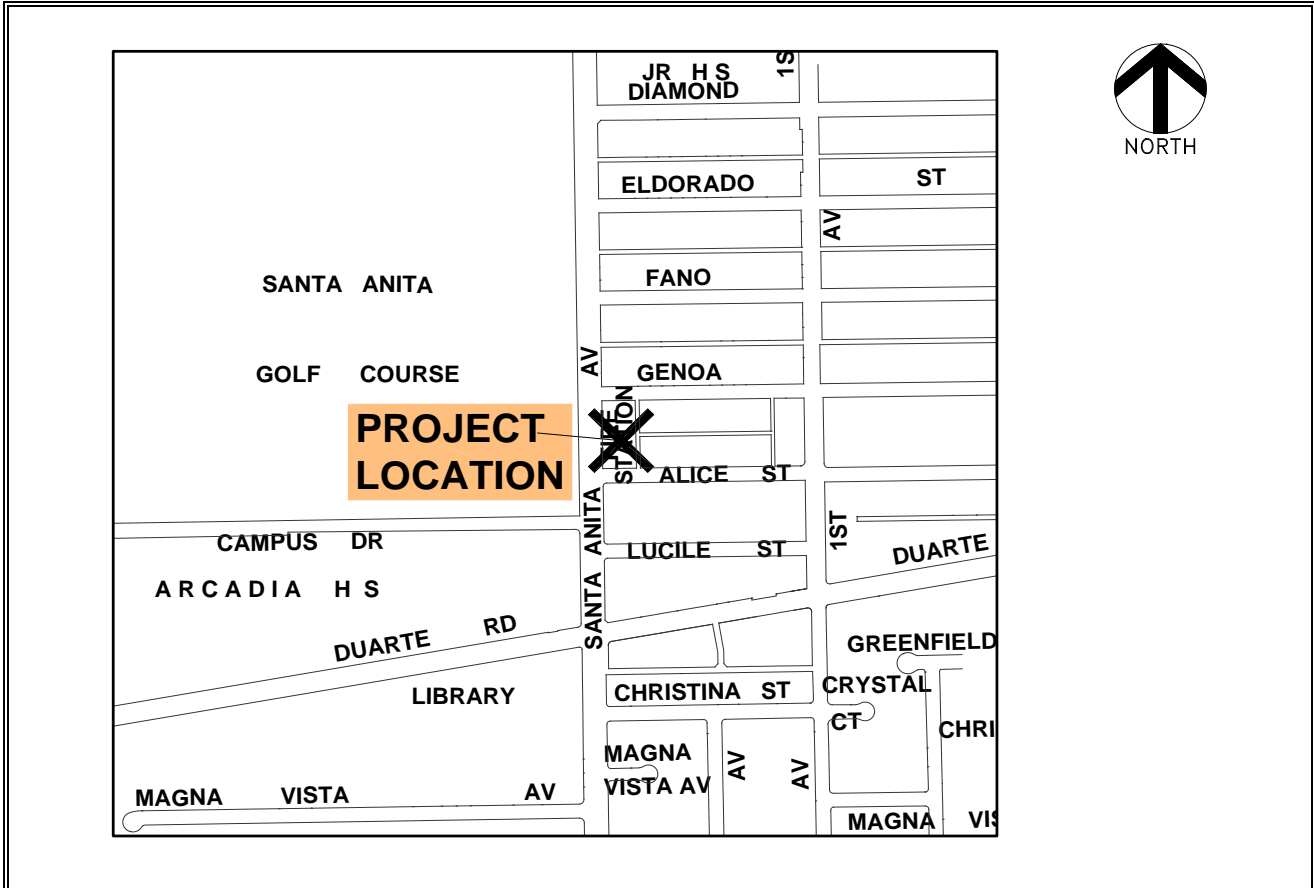 JR H S
1S
DIAMOND
NORTH
ELDORADO ST
AV
SANTA ANITA
FANO
AV
GOLF COURSE
GENOA
STATION
PROJECT
LOCATION
ALICE ST
SANTA ANITA
1ST
CAMPUS DR
LUCILE ST
DUARTE
ARCADIA H S
DUARTE RD
GREENFIELD
LIBRARY
CHRISTINA ST
CRYSTAL
CT
CHRI
MAGNA
VISTA AV
AV
AV
MAGNA VISTA AV
MAGNA VIS